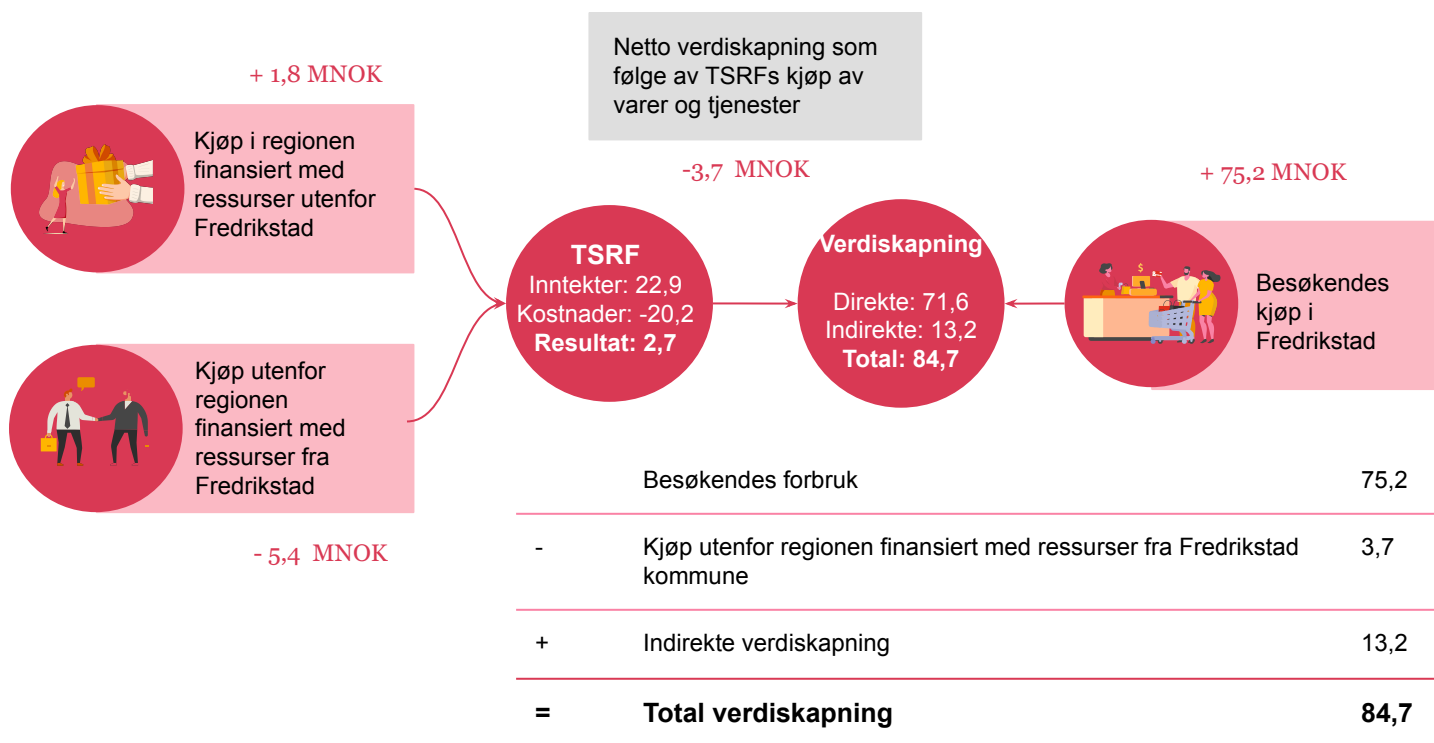 Netto verdiskapning som
følge av TSRFs kjøp av
varer og tjenester
+ 1,8 MNOK
Kjøp i regionen
finansiert med
ressurser utenfor
Fredrikstad
-3,7 MNOK
+ 75,2 MNOK
TSRF
Inntekter: 22,9
Kostnader: -20,2
Resultat: 2,7
Verdiskapning
Direkte: 71,6
Indirekte: 13,2
Total: 84,7
$
Besøkendes
kjøp i
Fredrikstad
Kjøp utenfor
regionen
finansiert med
ressurser fra
Fredrikstad
- 5,4 MNOK
Besøkendes forbruk 75,2
- Kjøp utenfor regionen finansiert med ressurser fra Fredrikstad 3,7
kommune
+ Indirekte verdiskapning 13,2
= Total verdiskapning 84,7